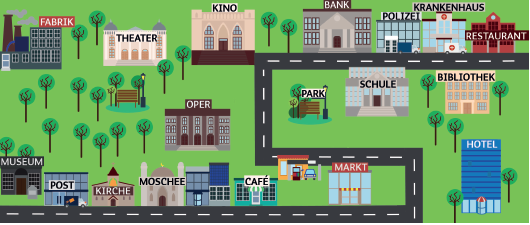 FABRIK
THEATER
KINO
BANK
POLIZEI
KRANKENHAUS
RESTAURANT
OPER
PARK
SCHULE
BIBLIOTHEK
MUSEUM
POST
KIRCHE
MOSCHEE
CAFÉ
MARKT
HOTEL